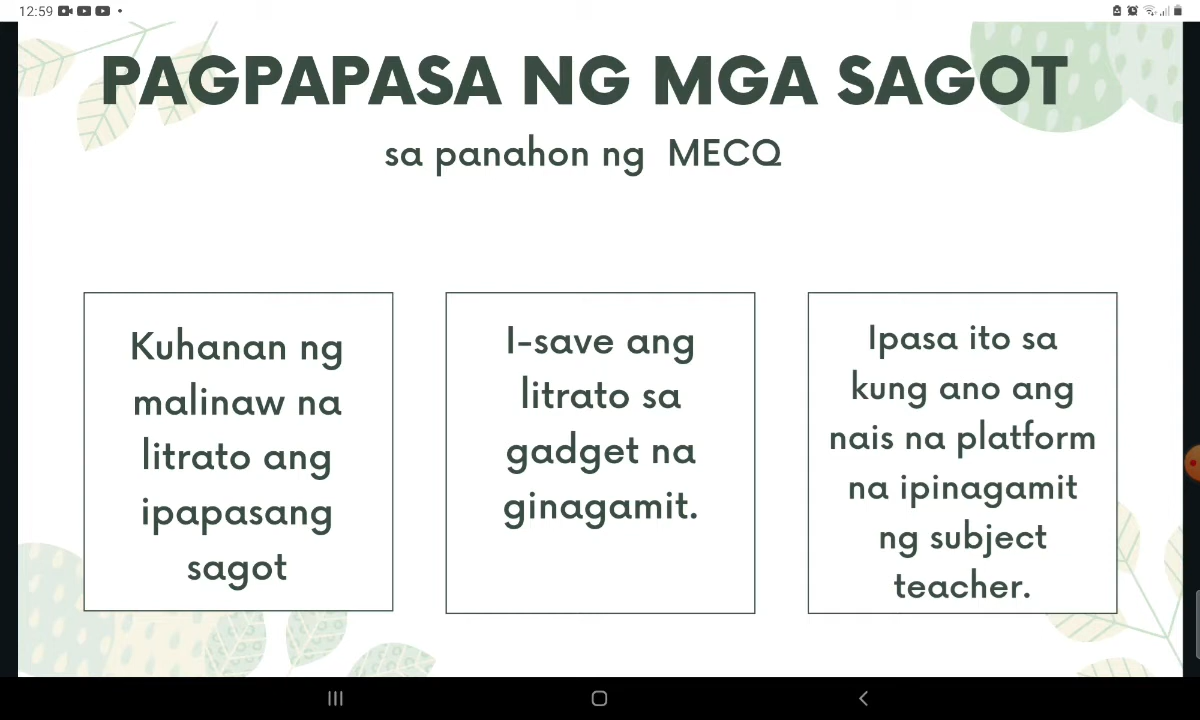 12:59
PAGPAPASA NG MGA SAGOT
sa panahon ng MECQ
Kuhanan ng
malinaw na
litrato ang
ipapasang
sagot
I-save ang
litrato sa
gadget na
ginagamit.
Ipasa ito sa
kung ano ang
nais na platform
na ipinagamit
ng subject
teacher.